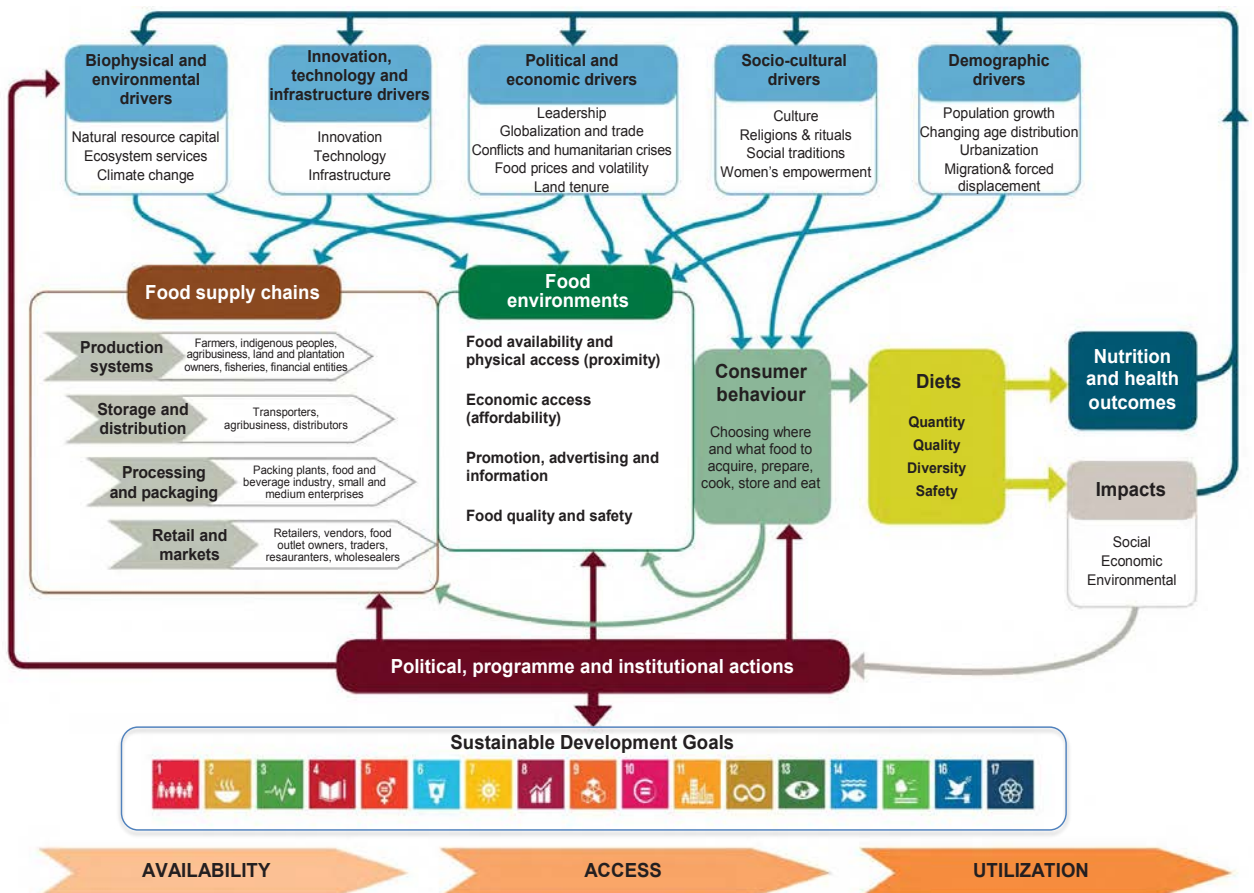 Biophysical and
environmental
drivers
Natural resource capital
Ecosystem services
Climate change
Innovation,
technology and
infrastructure drivers
Innovation
Technology
Infrastructure
Political and
economic drivers
Leadership
Globalization and trade
Conflicts and humanitarian crises
Food prices and volatility
Land tenure
Socio-cultural
drivers
Culture
Religions & rituals
Social traditions
Women's empowerment
Demographic
drivers
Population growth
Changing age distribution
Urbanization
Migration& forced
displacement
Food supply chains
Production
systems
Farmers, indigenous peoples,
agribusiness, land and plantation
owners, fisheries, financial entities
Storage and
distribution
Transporters,
agribusiness, distributors
Processing
and packaging
Packing plants, food and
beverage industry, small and
medium enterprises
Retail and
markets
Retailers, vendors, food
outlet owners, traders,
resauranters, wholesealers
Food
environments
Food availability and
physical access (proximity)
Economic access
(affordability)
Promotion, advertising and
information
Food quality and safety
Consumer
behaviour
Choosing where
and what food to
acquire, prepare,
cook, store and eat
Diets
Quantity
Quality
Diversity
Safety
Nutrition
and health
outcomes
Impacts
Social
Economic
Environmental
Political, programme and institutional actions
Sustainable Development Goals
1 2 3 4 5 6 7 8 9 10 11 12 13 14 15 16 17
AVAILABILITY
ACCESS
UTILIZATION